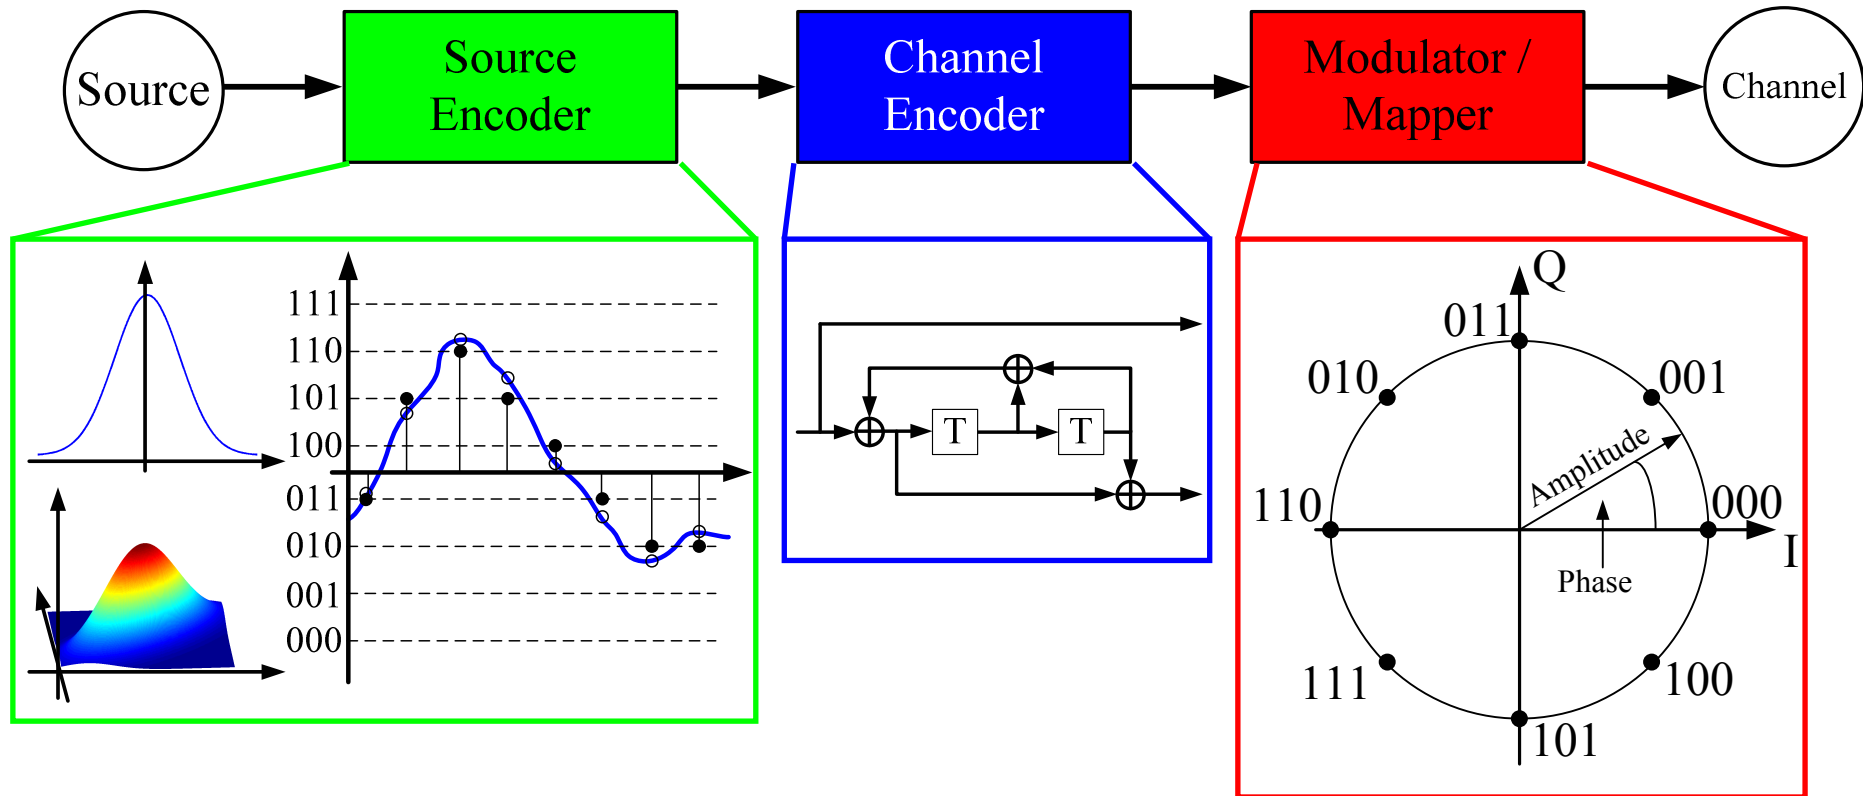 Source
Source
Encoder
Channel
Encoder
Modulator /
Mapper
Channel
111
110
101
100
011
010
001
000
T
T
Q
I
011
010
001
Amplitude
110
000
Phase
111
100
101